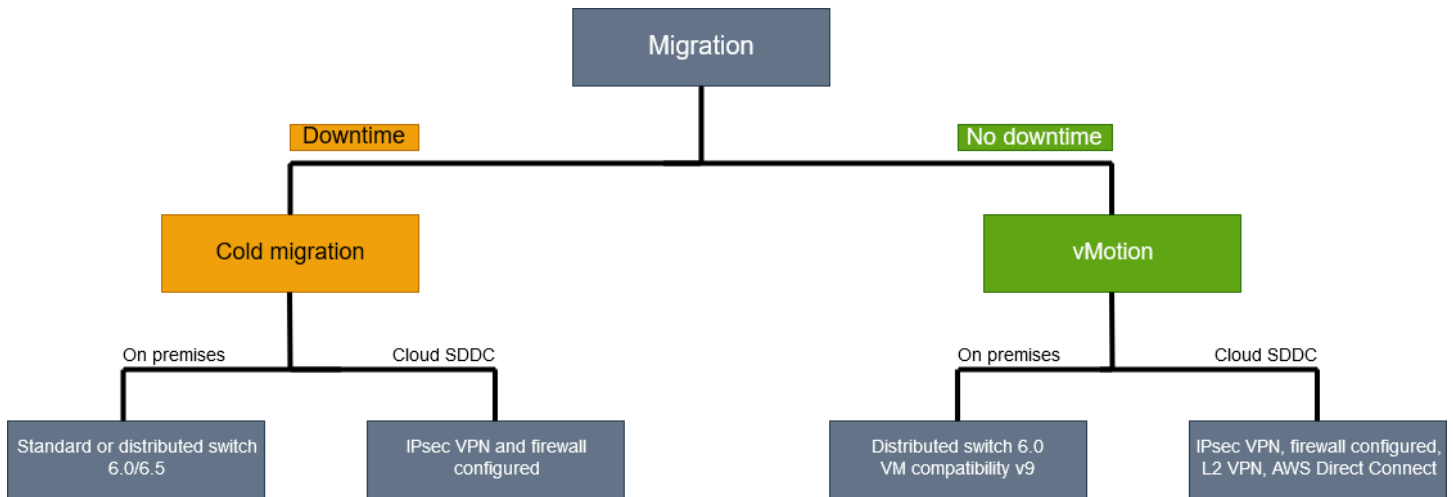 Migration
Downtime
No downtime
Cold migration
vMotion
On premises
Cloud SDDC
On premises
Cloud SDDC
Standard or distributed switch
6.0/6.5
IPsec VPN and firewall
configured
Distributed switch 6.0
VM compatibility v9
IPsec VPN, firewall configured,
L2 VPN, AWS Direct Connect